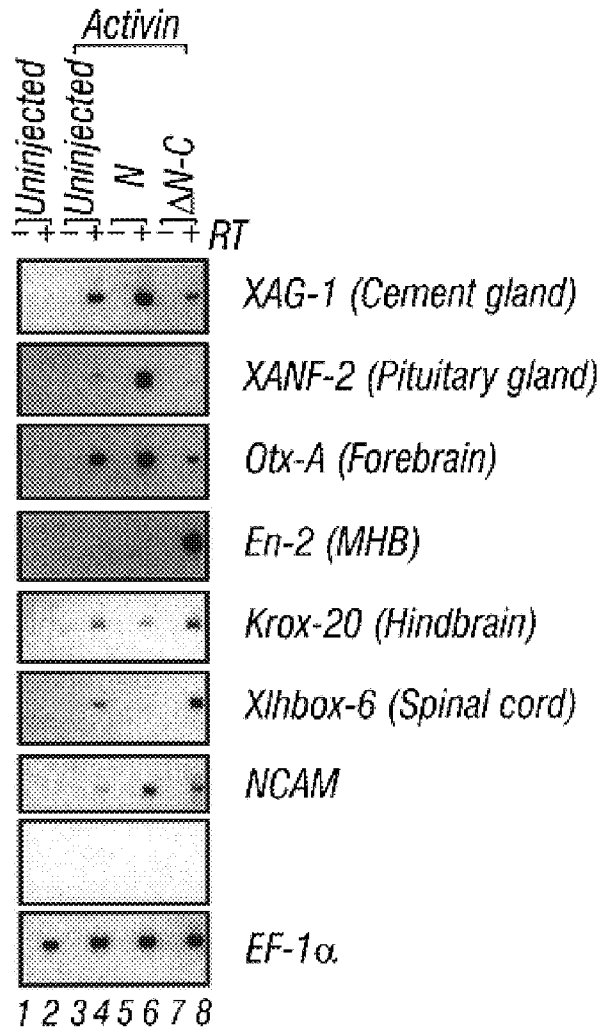 Activin
Uninjected
Uninjected
N
ΔN-C
- + - + - + - + RT
XAG-1 (Cement gland)
XANF-2 (Pituitary gland)
Otx-A (Forebrain)
En-2 (MHB)
Krox-20 (Hindbrain)
Xlhbox-6 (Spinal cord)
NCAM
EF-1α
1 2 3 4 5 6 7 8